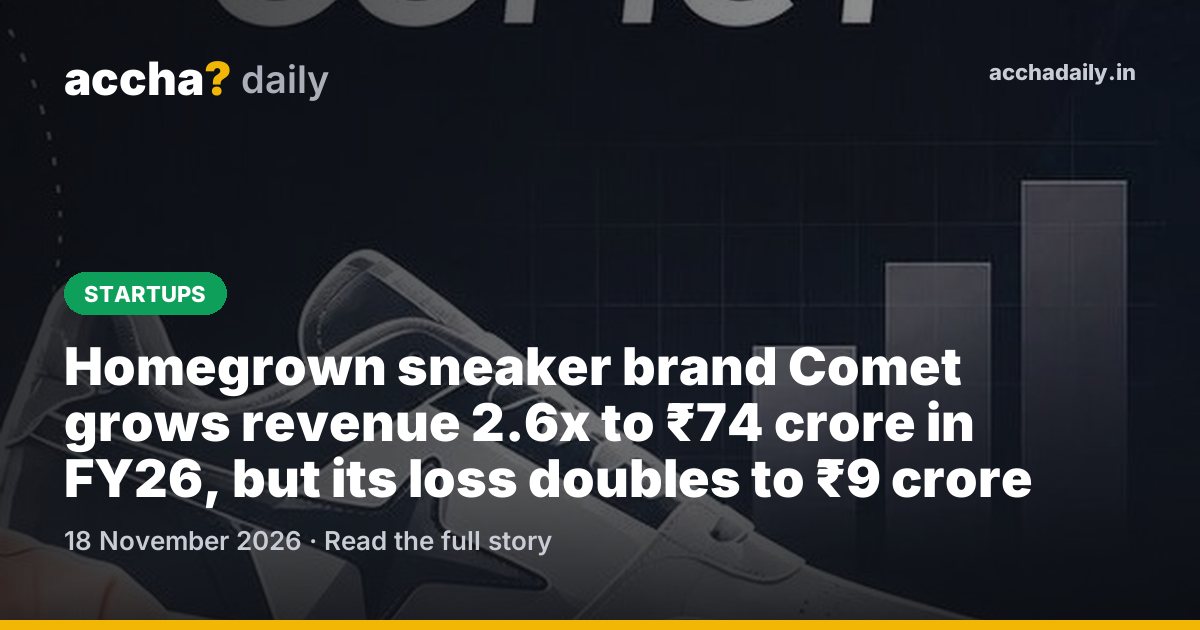 accha? daily
acchadaily.in
STARTUPS
Homegrown sneaker brand Comet
grows revenue 2.6x to ₹74 crore in
FY26, but its loss doubles to ₹9 crore
18 November 2026 · Read the full story